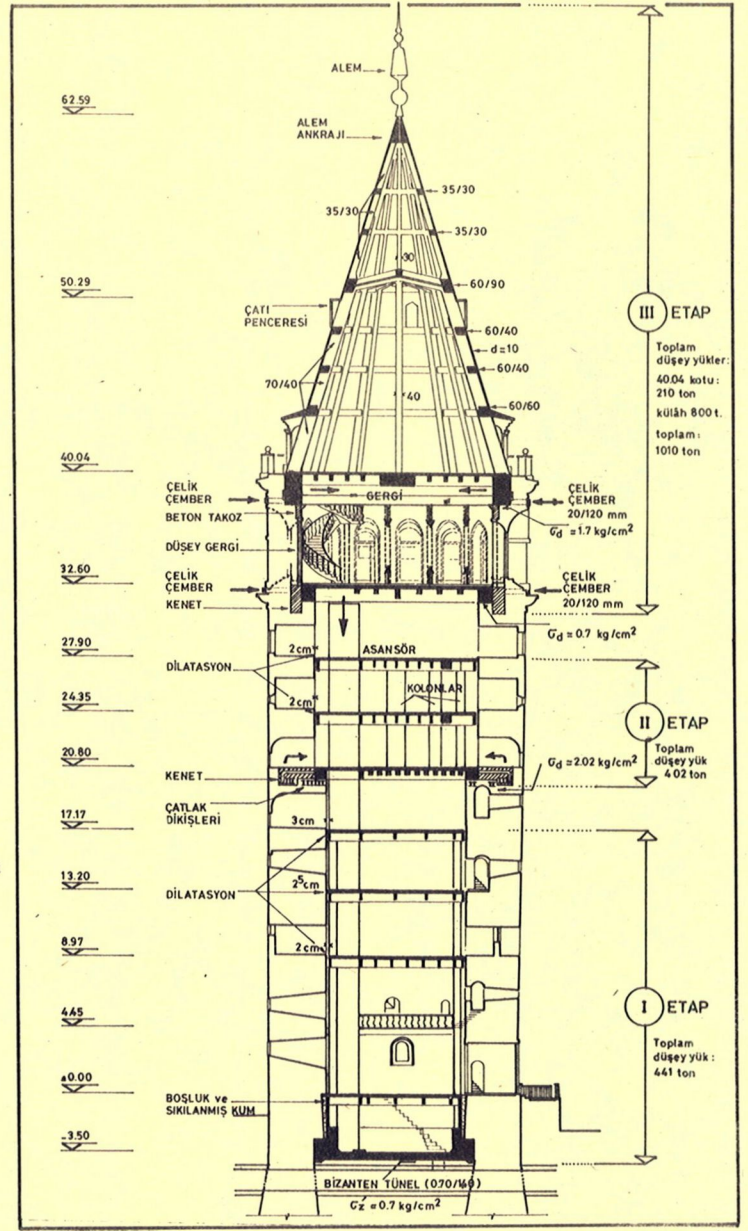 ALEM
62.59
ALEM
ANKRAJI
35/30
35/30
35/30
30
50.29
60/90
ÇATI
PENCERESİ
60/40
d=10
60/40
70/40
40
60/60
III ETAP
Toplam
düşey yükler:
40.04 kotu:
210 ton
külâh 800 t.
toplam:
1010 ton
40.04
ÇELİK
ÇEMBER
GERGİ
ÇELİK
ÇEMBER
20/120 mm
BETON TAKOZ
σd = 1.7 kg/cm²
DÜŞEY GERGİ
32.60
ÇELİK
ÇEMBER
ÇELİK
ÇEMBER
20/120 mm
KENET
σd = 0.7 kg/cm²
27.90
2cm
ASANSÖR
DİLATASYON
24.35
2cm
KOLONLAR
II ETAP
Toplam
düşey yük
402 ton
20.80
KENET
σd = 2.02 kg/cm²
ÇATLAK
DİKİŞLERİ
17.17
3cm
13.20
DİLATASYON
2⁵cm
8.97
2cm
4.45
I ETAP
Toplam
düşey yük:
441 ton
±0.00
BOŞLUK ve
SIKILANMIŞ KUM
-3.50
BİZANTEN TÜNEL (0.70/1.40)
σz = 0.7 kg/cm²